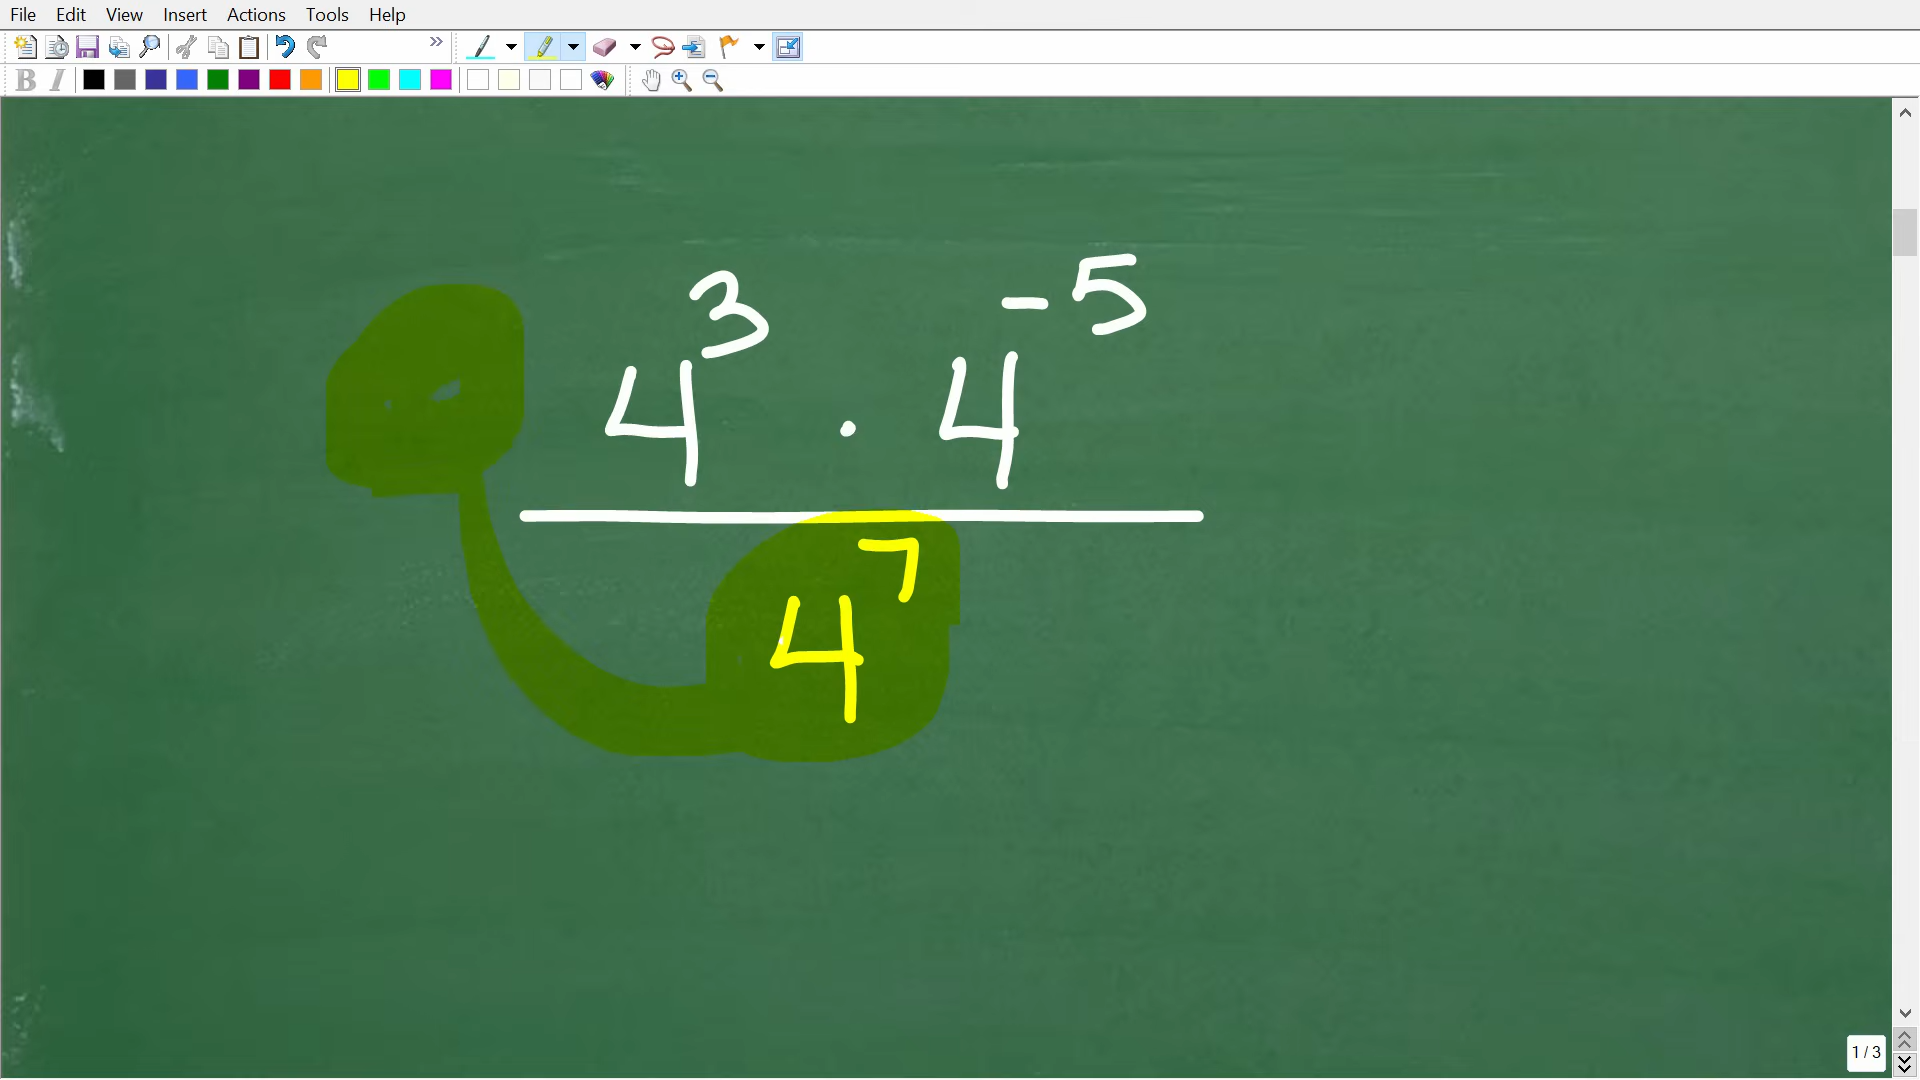 File Edit View Insert Actions Tools Help
B I
4³ · 4⁻⁵
4⁷
1 / 3